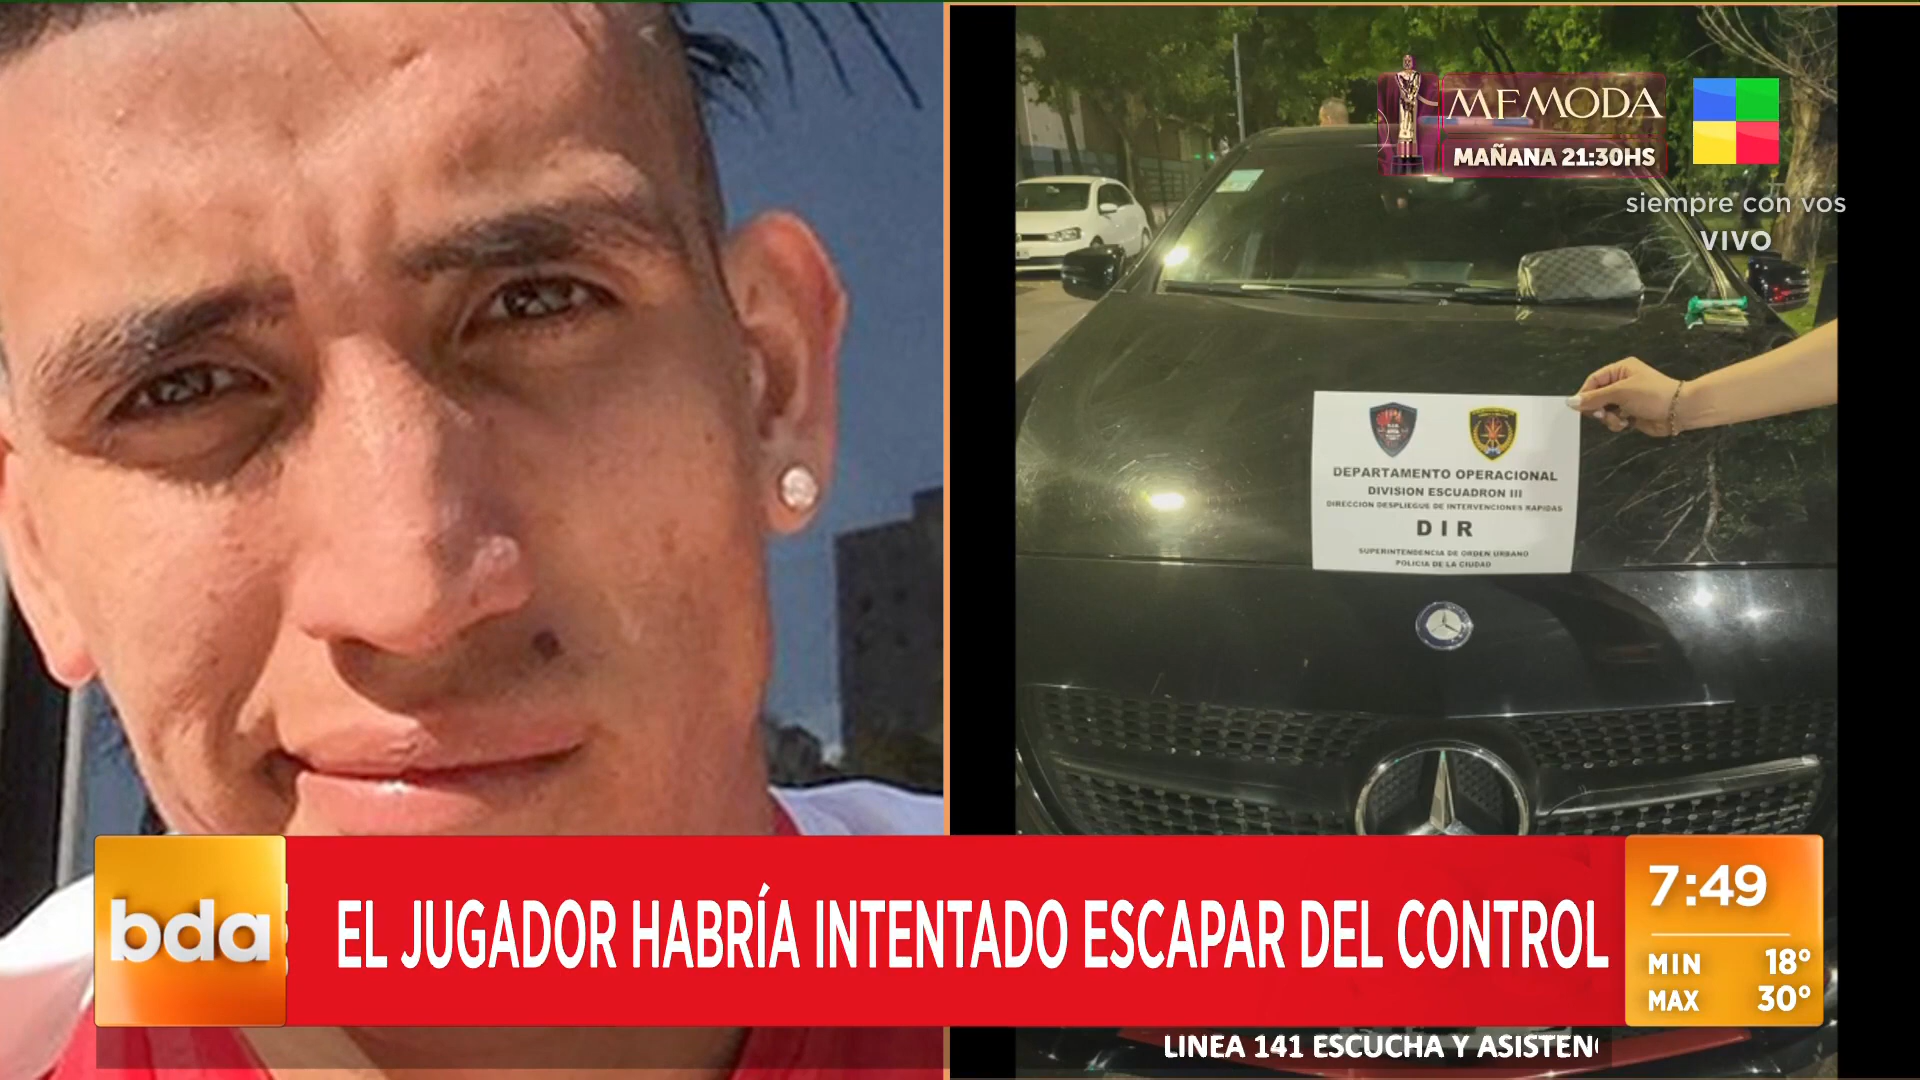 MEMODA
MAÑANA 21:30HS
siempre con vos
VIVO
DEPARTAMENTO OPERACIONAL
DIVISION ESCUADRON III
DIRECCION DESPLIEGUE DE INTERVENCIONES RAPIDAS
DIR
SUPERINTENDENCIA DE ORDEN URBANO
POLICIA DE LA CIUDAD
bda
EL JUGADOR HABRÍA INTENTADO ESCAPAR DEL CONTROL
7:49
MIN 18°
MAX 30°
LINEA 141 ESCUCHA Y ASISTEN